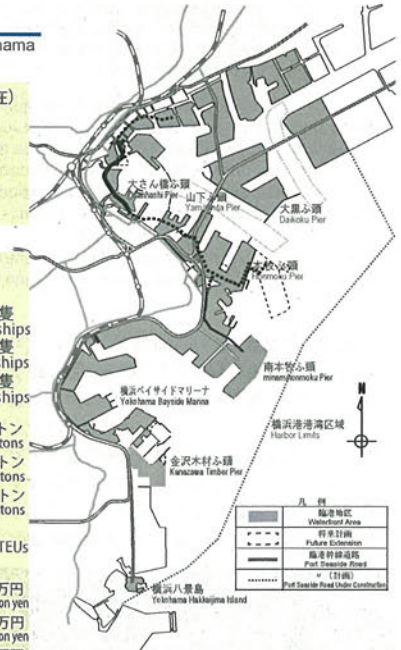 hama
在)
隻
ships
隻
ships
隻
ships
トン
tons
トン
tons
トン
tons
TEUs
万円
on yen
万円
on yen
大さん橋ふ頭
Osanbashi Pier
山下ふ頭
Yamashita Pier
大黒ふ頭
Daikoku Pier
本牧ふ頭
Honmoku Pier
南本牧ふ頭
minami honmoku Pier
横浜ベイサイドマリーナ
Yokohama Bayside Marina
横浜港港湾区域
Harbor Limits
金沢木材ふ頭
Kanazawa Timber Pier
横浜八景島
Yokohama Hakkeijima Island
N
凡 例
臨港地区
Waterfront Area
将来計画
Future Extension
臨港幹線道路
Port Seaside Road
〃 (計画)
Port Seaside Road Under Construction